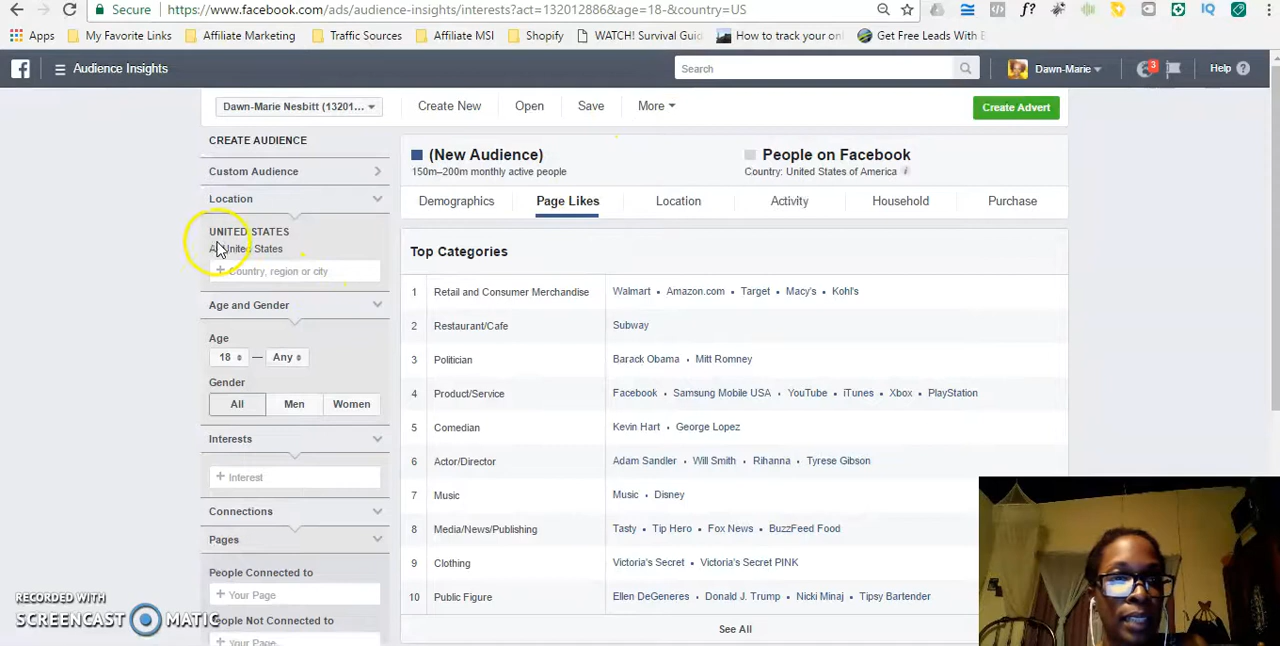 Secure https://www.facebook.com/ads/audience-insights/interests?act=132012886&age=18-&country=US
Apps My Favorite Links Affiliate Marketing Traffic Sources Affiliate MSI Shopify WATCH! Survival Guid How to track your onl Get Free Leads With E
Audience Insights Search Dawn-Marie 3 Help ?
Dawn-Marie Nesbitt (13201... Create New Open Save More Create Advert
CREATE AUDIENCE
Custom Audience
Location
UNITED STATES
United States
+ Country, region or city
Age and Gender
Age
18 — Any
Gender
All Men Women
Interests
+ Interest
Connections
Pages
People Connected to
+ Your Page
People Not Connected to
+ Your Page
(New Audience) People on Facebook
150m–200m monthly active people Country: United States of America
Demographics Page Likes Location Activity Household Purchase
Top Categories
1 Retail and Consumer Merchandise Walmart • Amazon.com • Target • Macy's • Kohl's
2 Restaurant/Cafe Subway
3 Politician Barack Obama • Mitt Romney
4 Product/Service Facebook • Samsung Mobile USA • YouTube • iTunes • Xbox • PlayStation
5 Comedian Kevin Hart • George Lopez
6 Actor/Director Adam Sandler • Will Smith • Rihanna • Tyrese Gibson
7 Music Music • Disney
8 Media/News/Publishing Tasty • Tip Hero • Fox News • BuzzFeed Food
9 Clothing Victoria's Secret • Victoria's Secret PINK
10 Public Figure Ellen DeGeneres • Donald J. Trump • Nicki Minaj • Tipsy Bartender
See All
RECORDED WITH
SCREENCAST MATIC